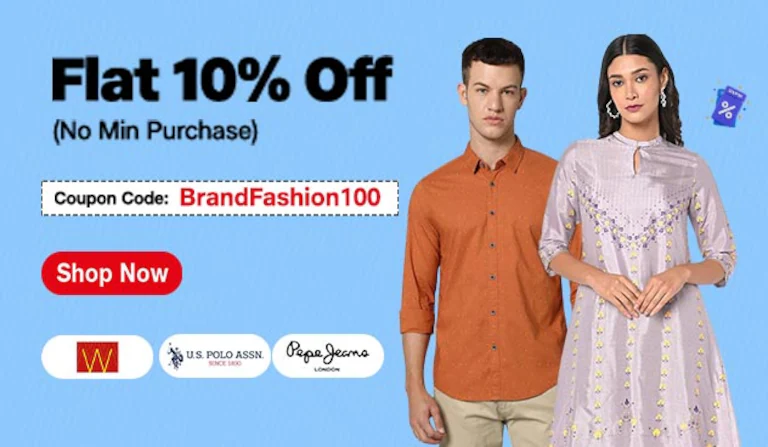 Flat 10% Off
(No Min Purchase)
Coupon Code: BrandFashion100
Shop Now
W
U.S. POLO ASSN.
SINCE 1890
Pepe Jeans
LONDON
%